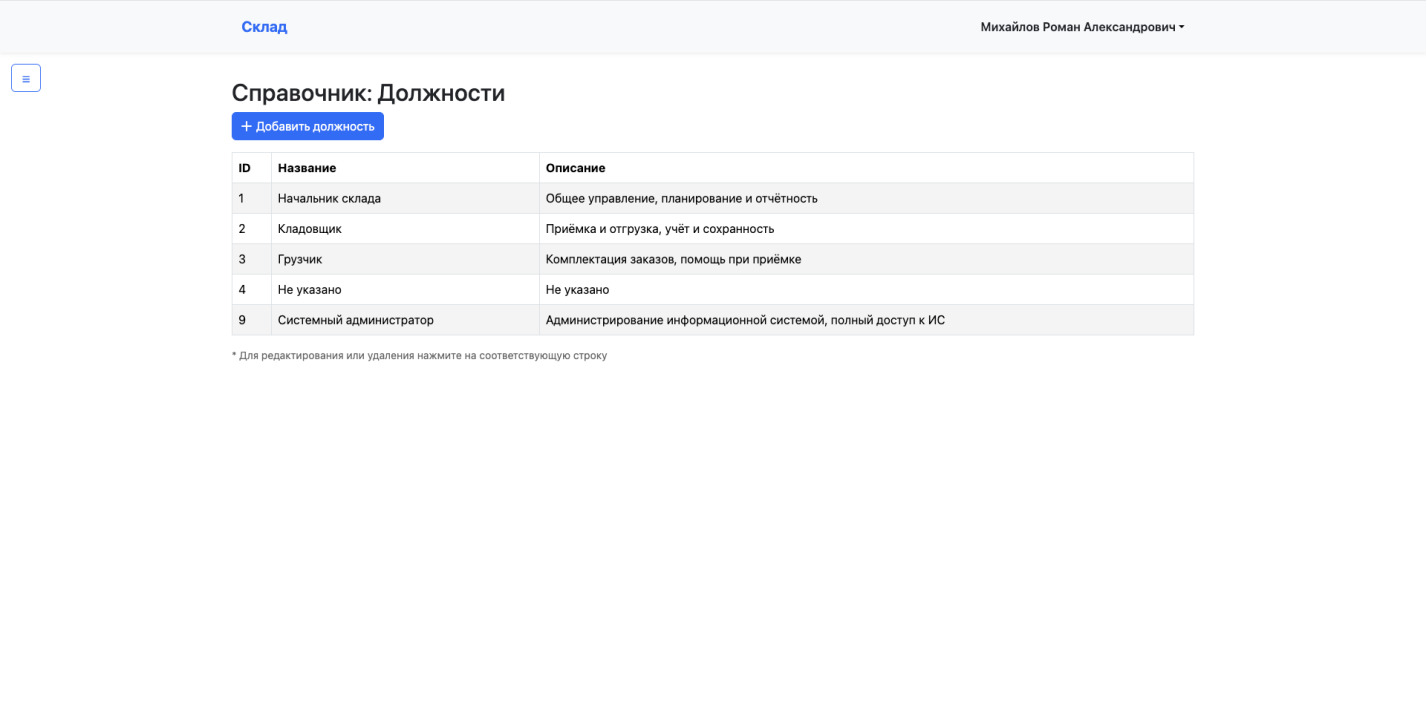 Склад
Михайлов Роман Александрович
Справочник: Должности
+ Добавить должность
ID Название Описание
1 Начальник склада Общее управление, планирование и отчётность
2 Кладовщик Приёмка и отгрузка, учёт и сохранность
3 Грузчик Комплектация заказов, помощь при приёмке
4 Не указано Не указано
9 Системный администратор Администрирование информационной системой, полный доступ к ИС
* Для редактирования или удаления нажмите на соответствующую строку